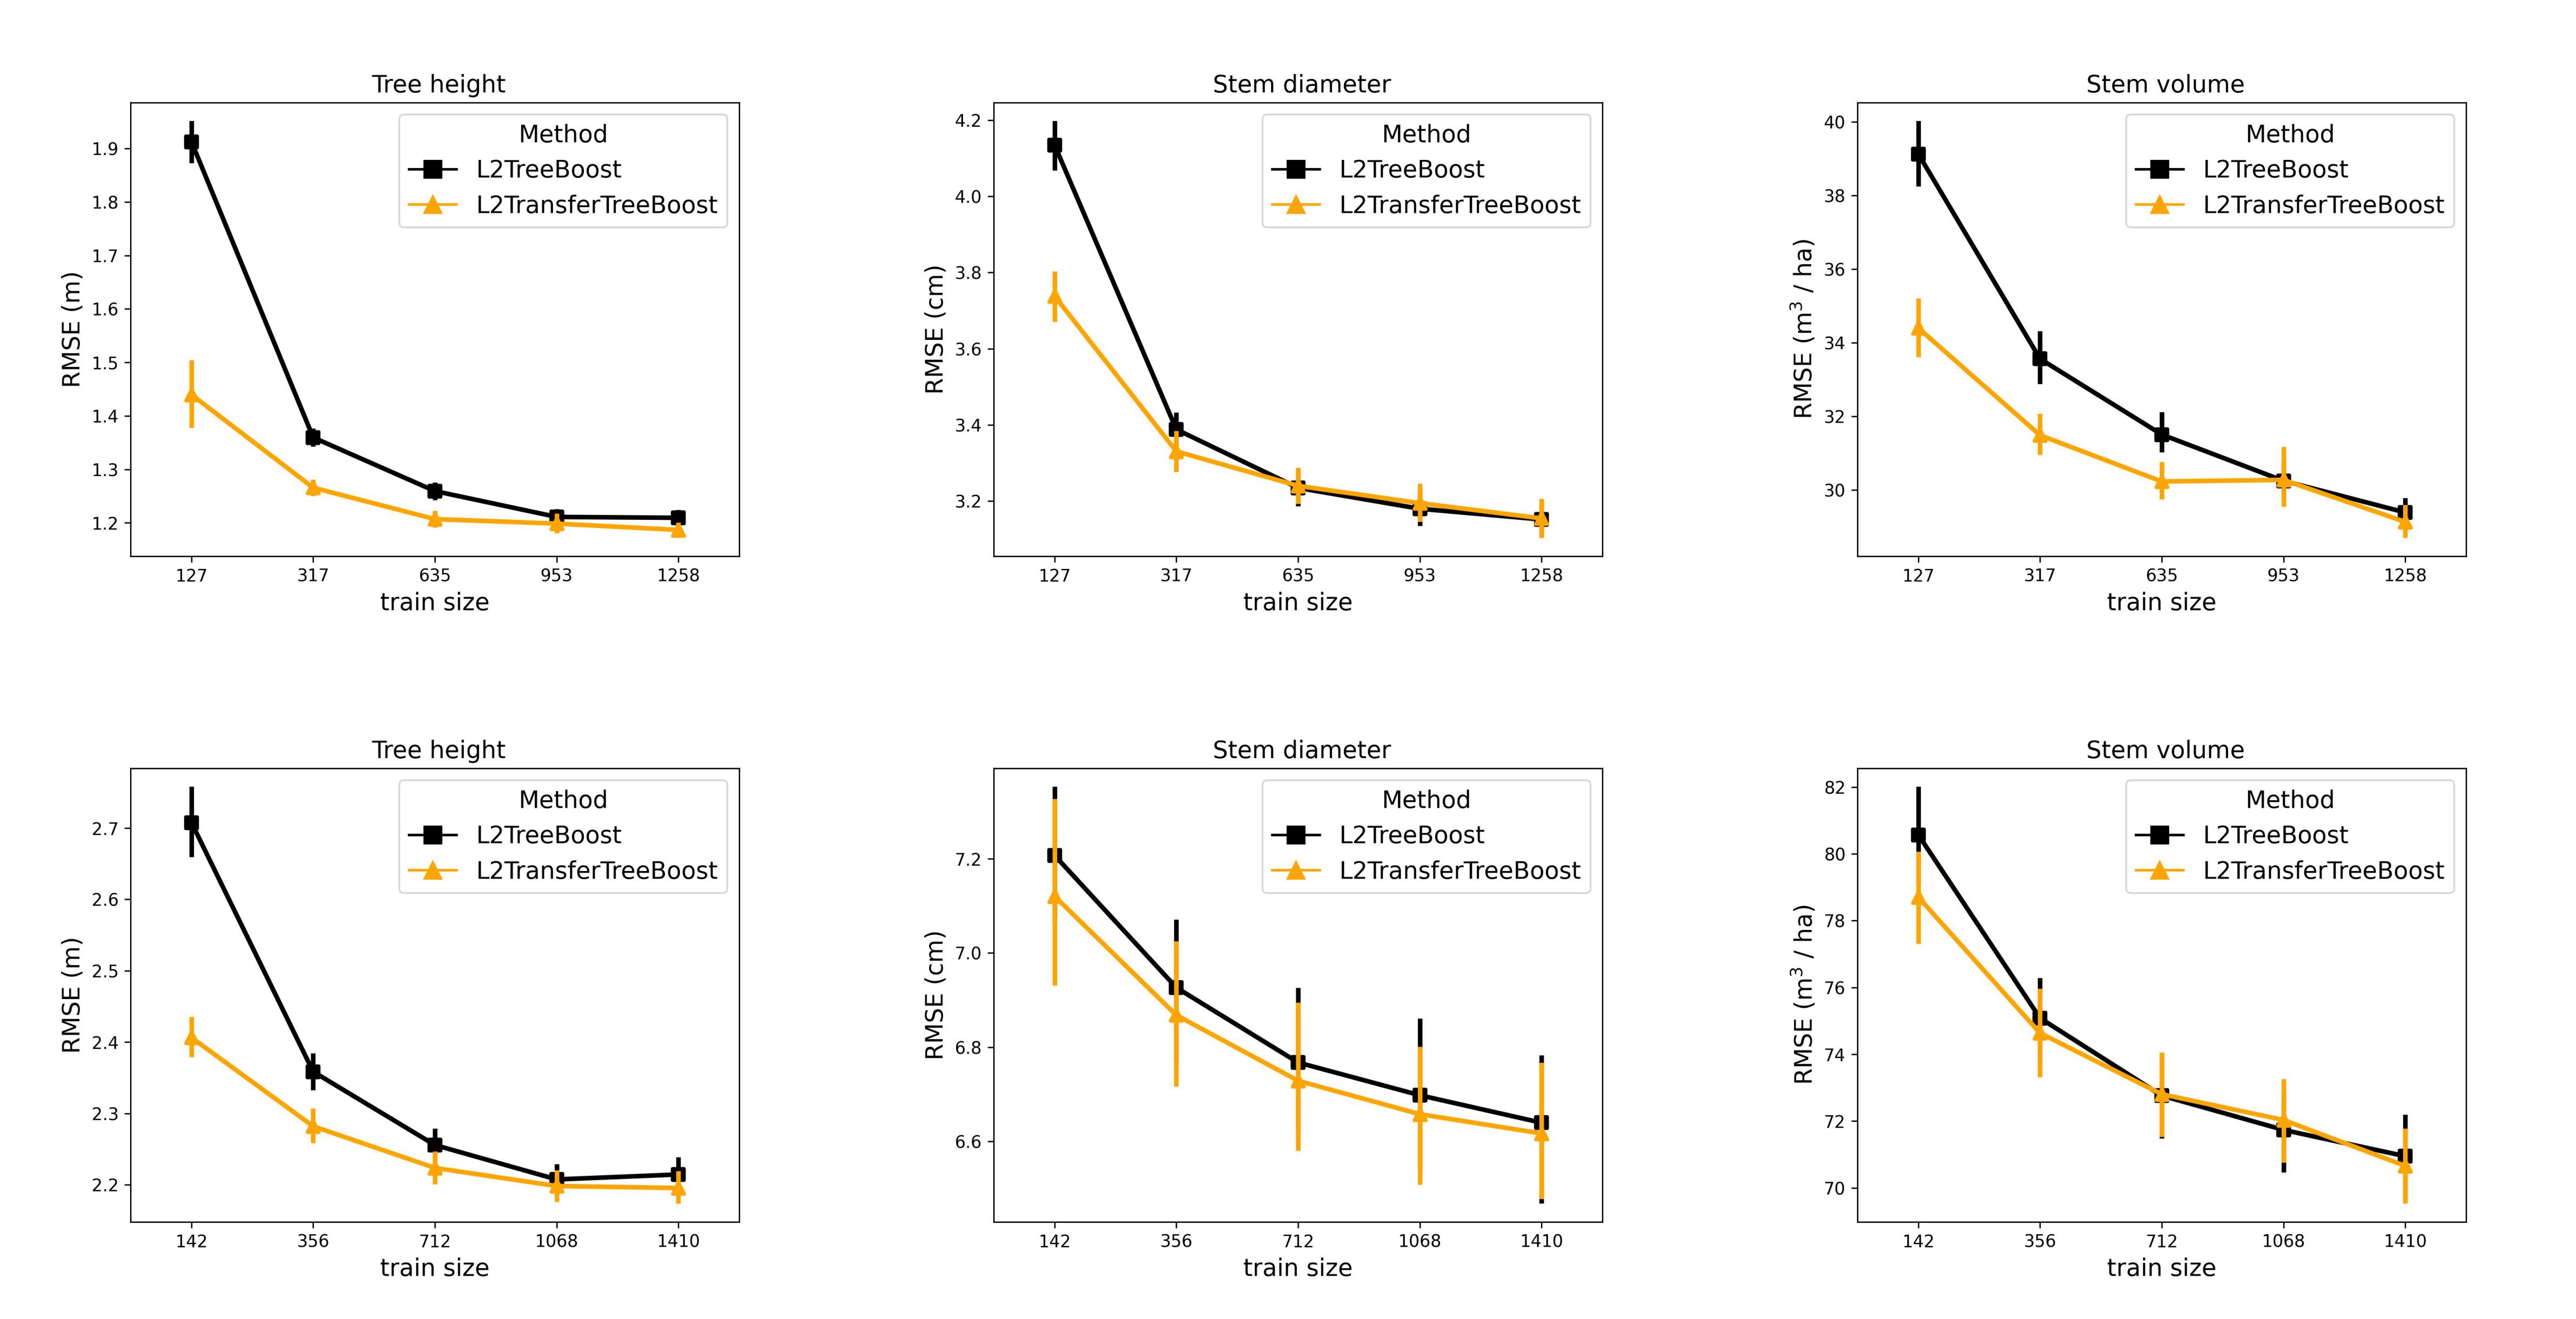 Tree height
Method
L2TreeBoost
L2TransferTreeBoost
RMSE (m)
1.9
1.8
1.7
1.6
1.5
1.4
1.3
1.2
127 317 635 953 1258
train size
Stem diameter
Method
L2TreeBoost
L2TransferTreeBoost
RMSE (cm)
4.2
4.0
3.8
3.6
3.4
3.2
127 317 635 953 1258
train size
Stem volume
Method
L2TreeBoost
L2TransferTreeBoost
RMSE (m³ / ha)
40
38
36
34
32
30
127 317 635 953 1258
train size
Tree height
Method
L2TreeBoost
L2TransferTreeBoost
RMSE (m)
2.7
2.6
2.5
2.4
2.3
2.2
142 356 712 1068 1410
train size
Stem diameter
Method
L2TreeBoost
L2TransferTreeBoost
RMSE (cm)
7.2
7.0
6.8
6.6
142 356 712 1068 1410
train size
Stem volume
Method
L2TreeBoost
L2TransferTreeBoost
RMSE (m³ / ha)
82
80
78
76
74
72
70
142 356 712 1068 1410
train size